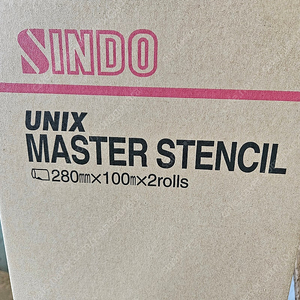 SINDO
UNIX
MASTER STENCIL
280mm×100m×2rolls